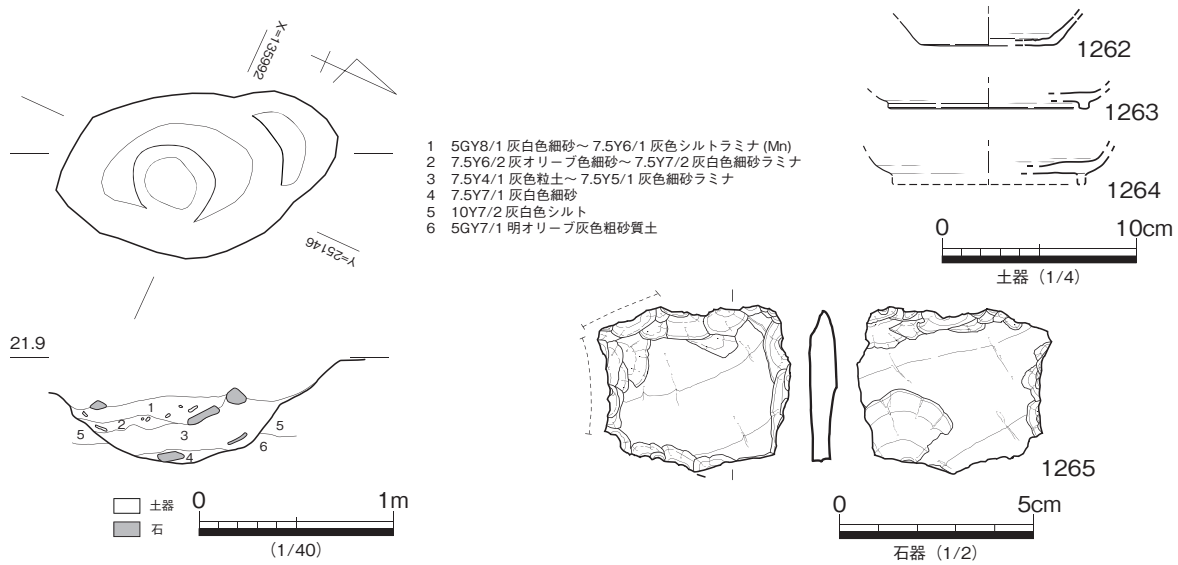 X=135992
Y=25146
1 5GY8/1 灰白色細砂～ 7.5Y6/1 灰色シルトラミナ (Mn)
2 7.5Y6/2 灰オリーブ色細砂～ 7.5Y7/2 灰白色細砂ラミナ
3 7.5Y4/1 灰色粒土～ 7.5Y5/1 灰色細砂ラミナ
4 7.5Y7/1 灰白色細砂
5 10Y7/2 灰白色シルト
6 5GY7/1 明オリーブ灰色粗砂質土
1262
1263
1264
0 10cm
土器（1/4）
21.9
1
2
3
4
5
5
6
土器
石
0 1m
（1/40）
1265
0 5cm
石器（1/2）